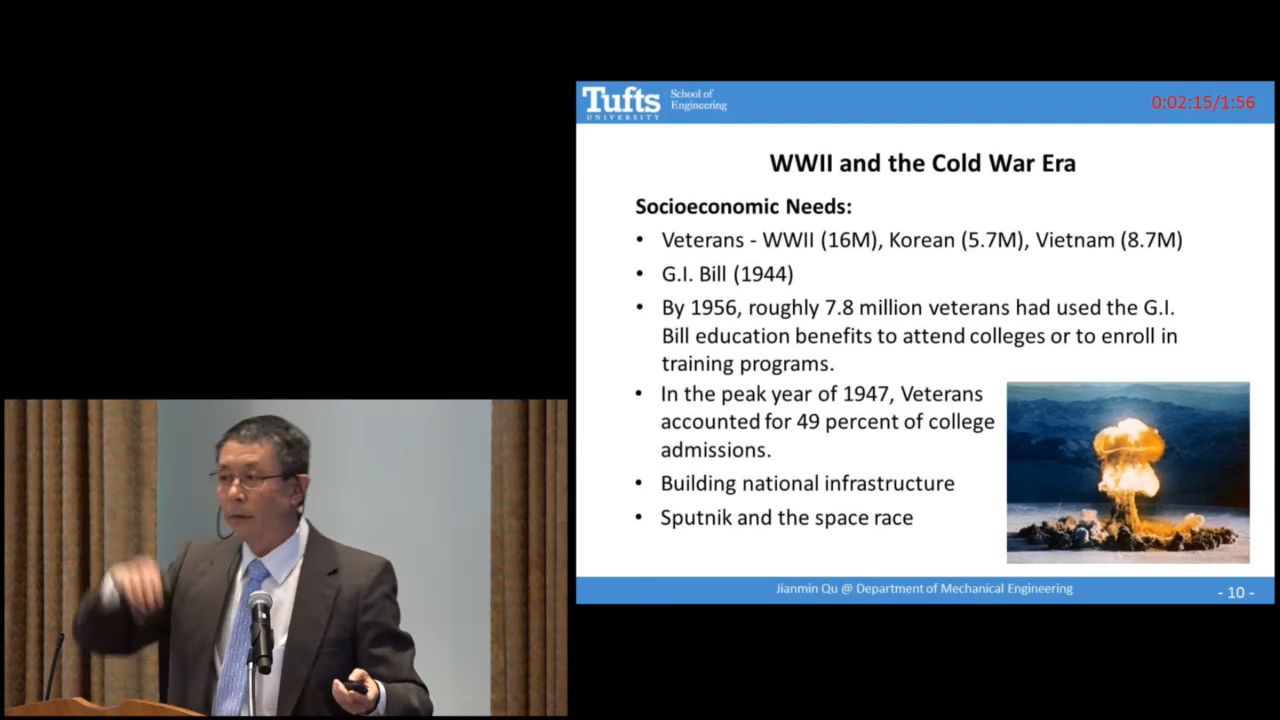 Tufts
UNIVERSITY
School of
Engineering
0:02:15/1:56
WWII and the Cold War Era
Socioeconomic Needs:
• Veterans - WWII (16M), Korean (5.7M), Vietnam (8.7M)
• G.I. Bill (1944)
• By 1956, roughly 7.8 million veterans had used the G.I.
Bill education benefits to attend colleges or to enroll in
training programs.
• In the peak year of 1947, Veterans
accounted for 49 percent of college
admissions.
• Building national infrastructure
• Sputnik and the space race
Jianmin Qu @ Department of Mechanical Engineering
- 10 -